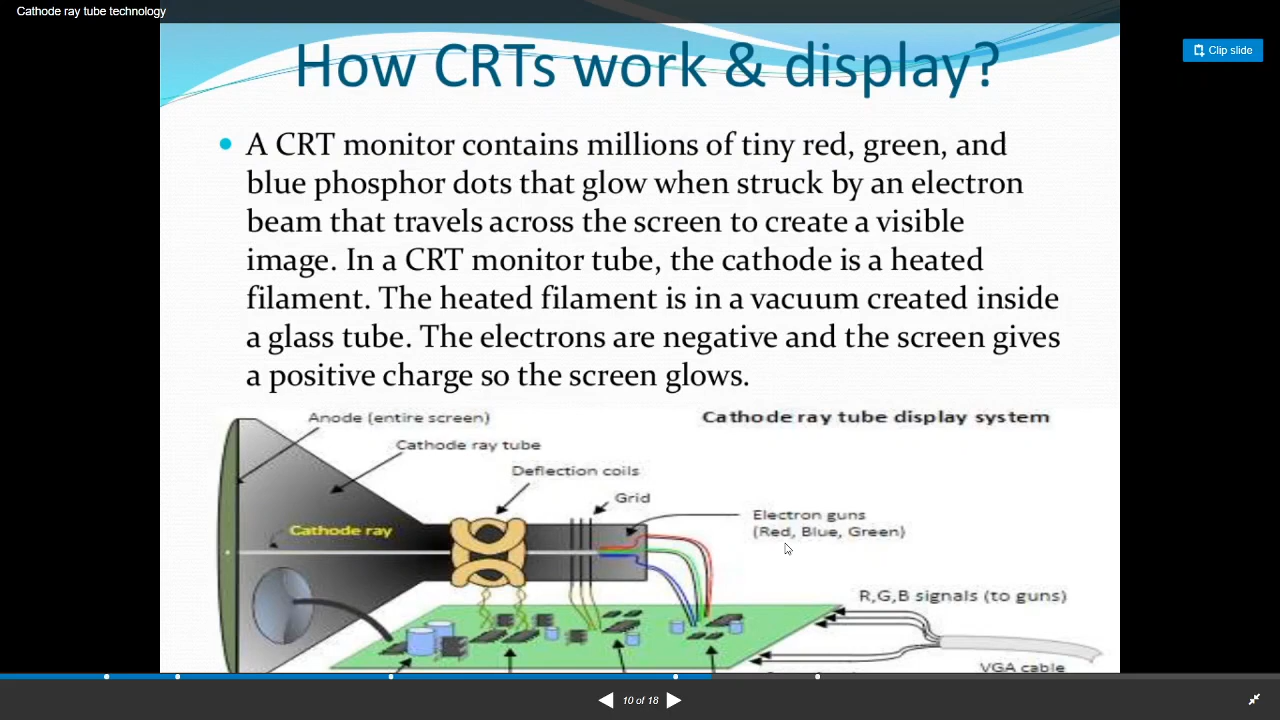 Cathode ray tube technology
Clip slide
How CRTs work & display?
A CRT monitor contains millions of tiny red, green, and
blue phosphor dots that glow when struck by an electron
beam that travels across the screen to create a visible
image. In a CRT monitor tube, the cathode is a heated
filament. The heated filament is in a vacuum created inside
a glass tube. The electrons are negative and the screen gives
a positive charge so the screen glows.
Anode (entire screen)
Cathode ray tube display system
Cathode ray tube
Deflection coils
Grid
Electron guns
(Red, Blue, Green)
Cathode ray
R,G,B signals (to guns)
VGA cable
10 of 18